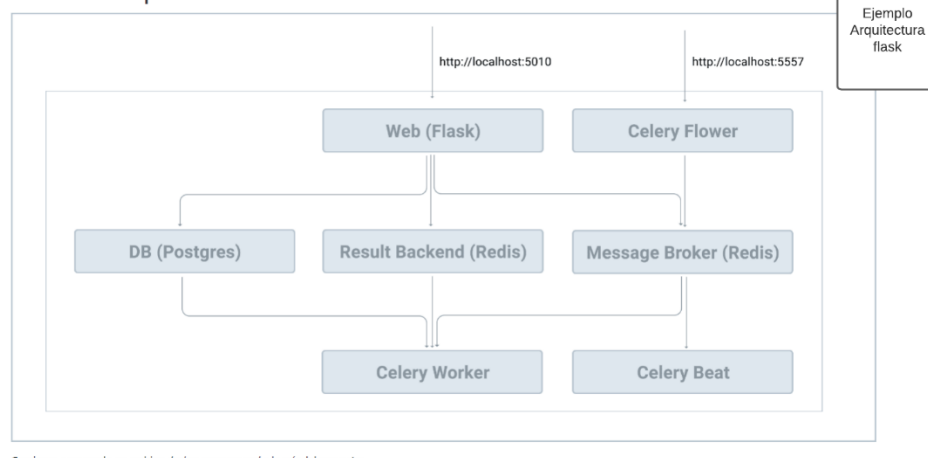 Ejemplo
Arquitectura
flask
http://localhost:5010
http://localhost:5557
Web (Flask)
Celery Flower
DB (Postgres)
Result Backend (Redis)
Message Broker (Redis)
Celery Worker
Celery Beat